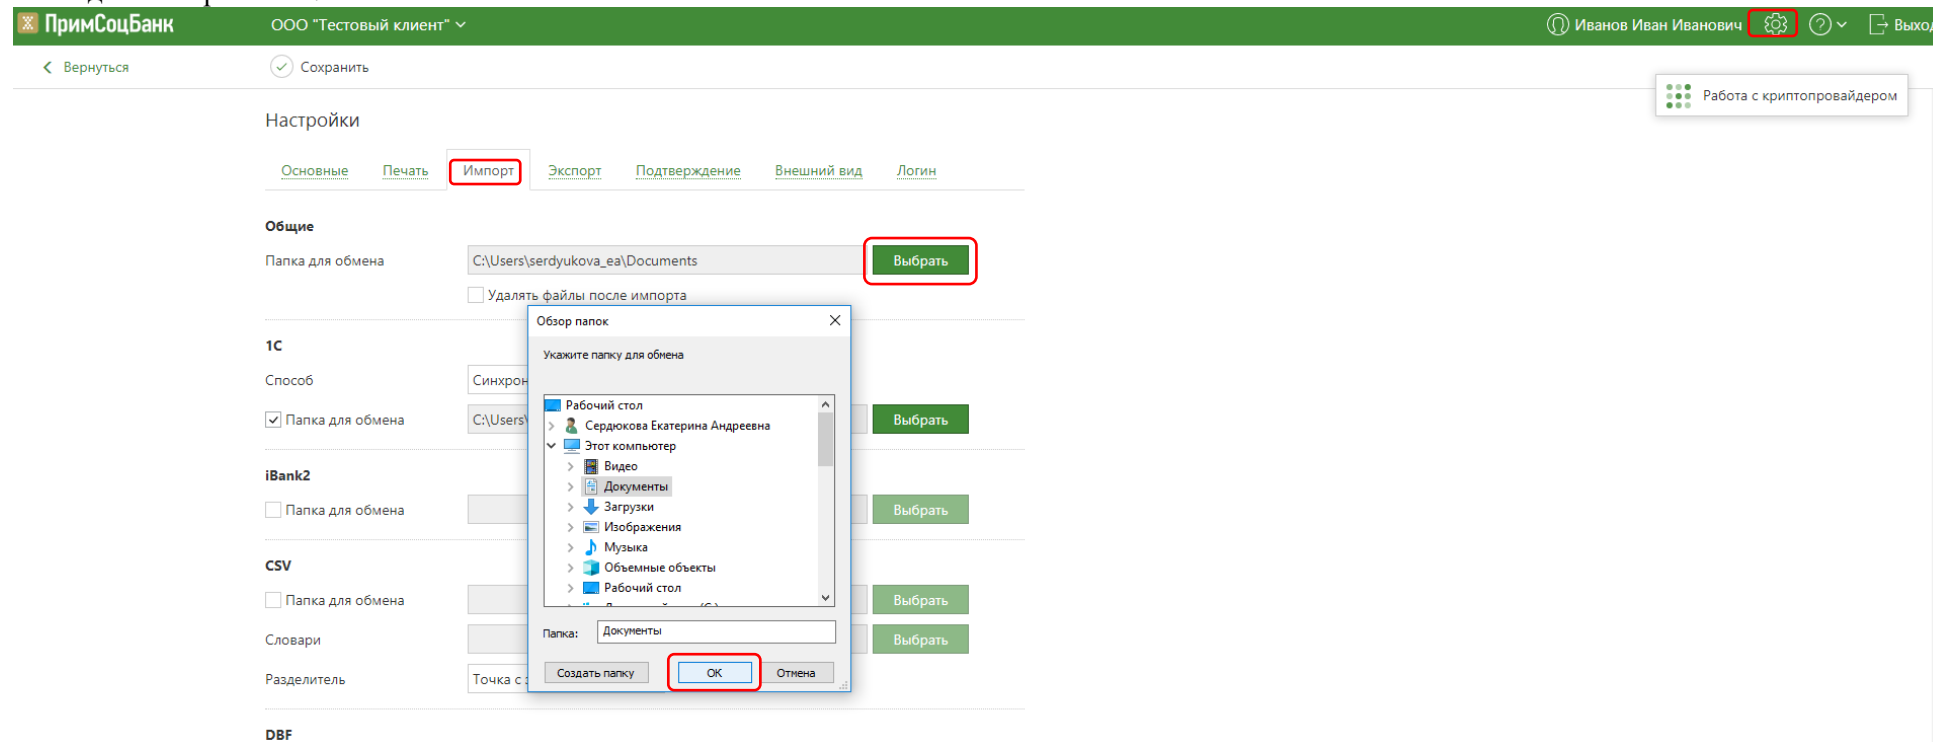 ПримСоцБанк ООО "Тестовый клиент" Иванов Иван Иванович ? Выход
Вернуться Сохранить
Работа с криптопровайдером
Настройки
Основные Печать Импорт Экспорт Подтверждение Внешний вид Логин
Общие
Папка для обмена C:\Users\serdyukova_ea\Documents Выбрать
Удалять файлы после импорта
Обзор папок
Укажите папку для обмена
Рабочий стол
Сердюкова Екатерина Андреевна
Этот компьютер
Видео
Документы
Загрузки
Изображения
Музыка
Объемные объекты
Рабочий стол
Папка: Документы
Создать папку ОК Отмена
1С
Способ Синхрон
Папка для обмена C:\Users\ Выбрать
iBank2
Папка для обмена Выбрать
CSV
Папка для обмена Выбрать
Словари Выбрать
Разделитель Точка с
DBF